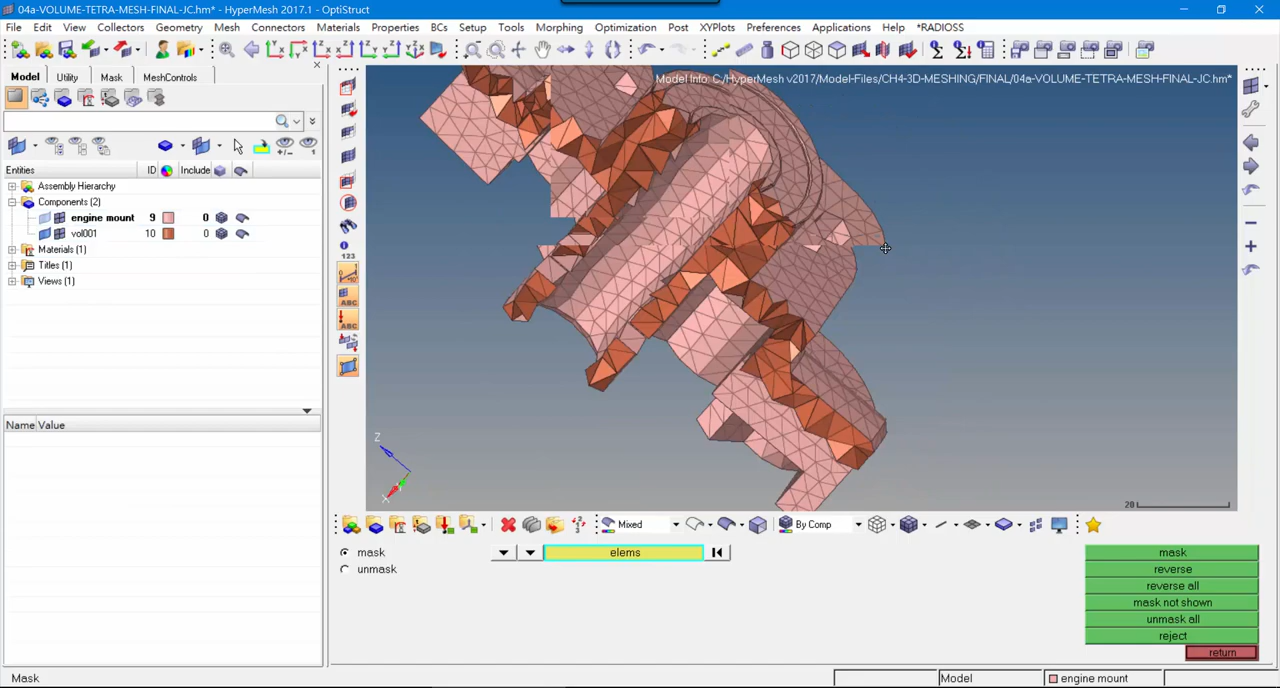 04a-VOLUME-TETRA-MESH-FINAL-JC.hm* - HyperMesh 2017.1 - OptiStruct
File Edit View Collectors Geometry Mesh Connectors Materials Properties BCs Setup Tools Morphing Optimization Post XYPlots Preferences Applications Help *RADIOSS
Model Utility Mask MeshControls
Model Info: C:/HyperMesh v2017/Model-Files/CH4-3D-MESHING/FINAL/04a-VOLUME-TETRA-MESH-FINAL-JC.hm*
Entities ID Include
Assembly Hierarchy
Components (2)
engine mount 9 0
vol001 10 0
Materials (1)
Titles (1)
Views (1)
123
ABC
ABC
Name Value
Z
X
20
Mixed By Comp
mask elems
unmask
mask
reverse
reverse all
mask not shown
unmask all
reject
return
Mask Model engine mount